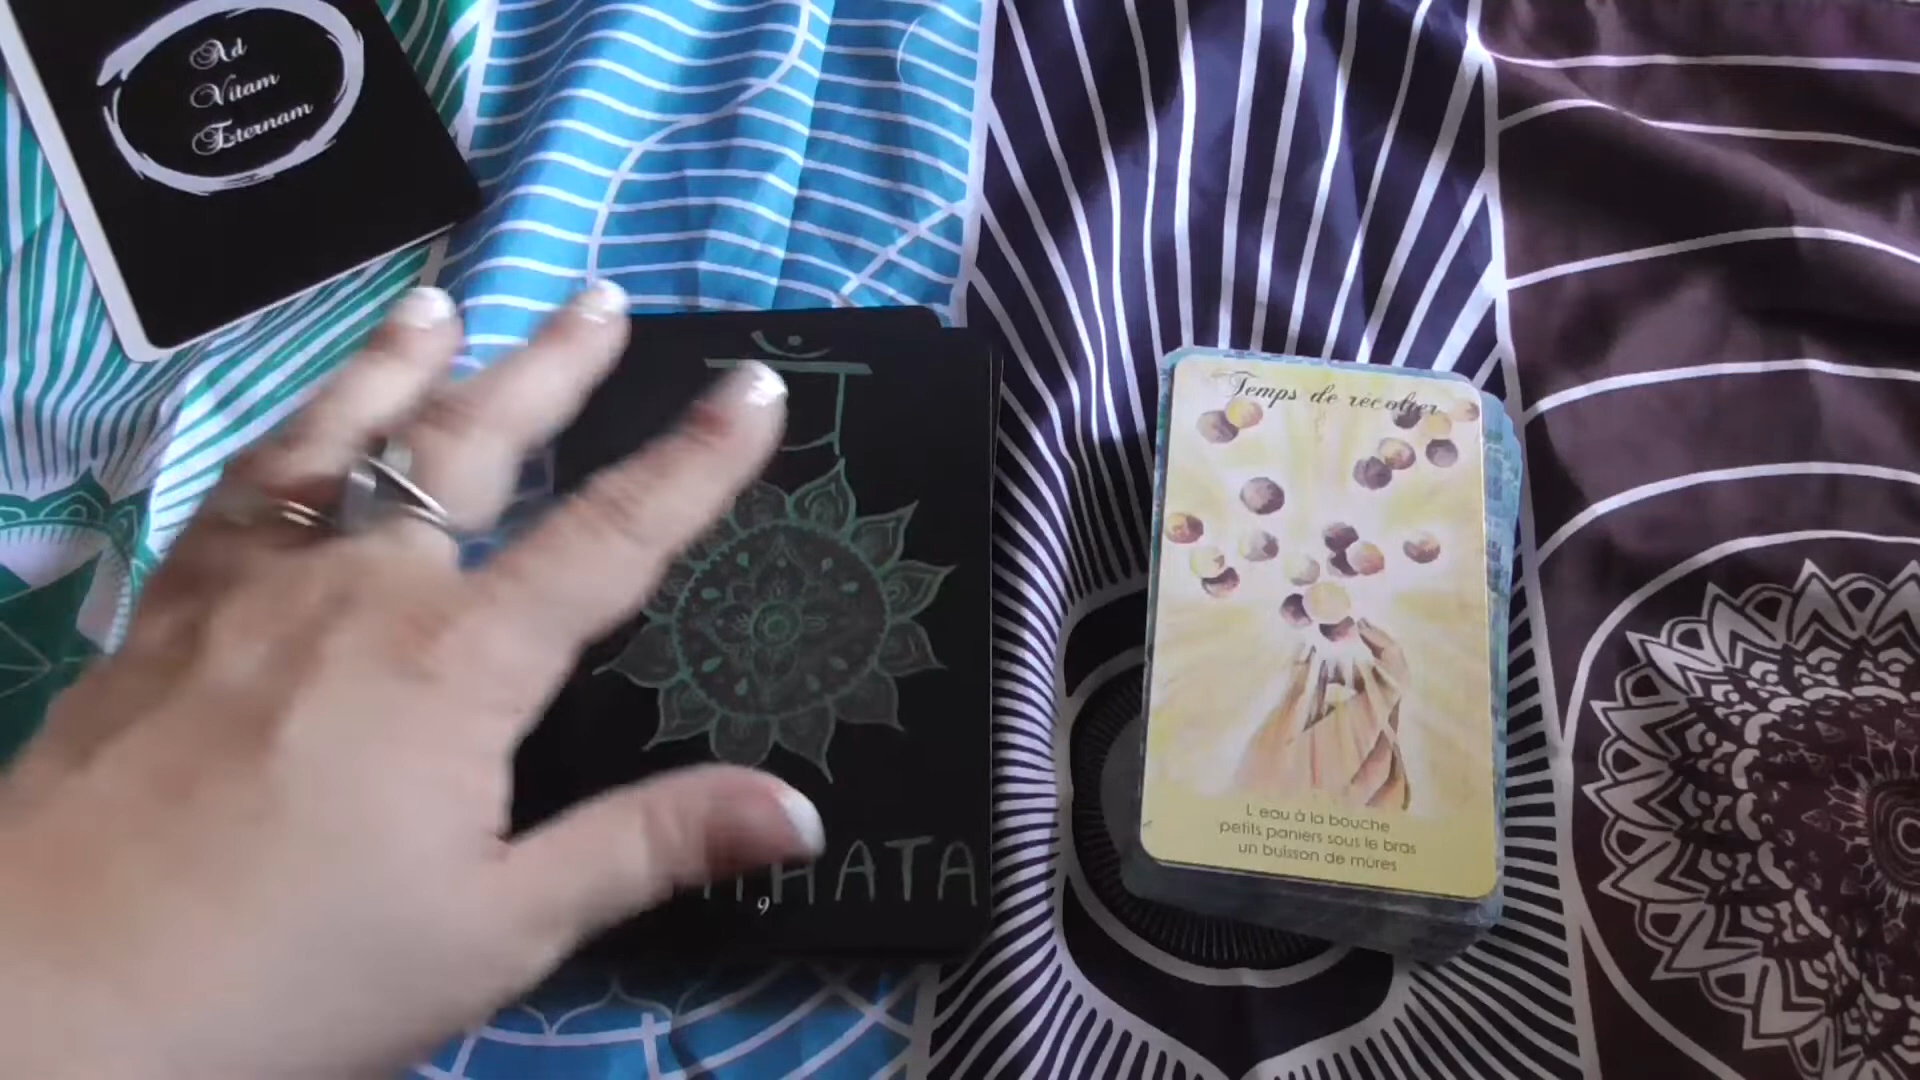 Ad
Vitam
Eternam
Temps de récolter
L eau à la bouche
petits paniers sous le bras
un buisson de mûres
HATA
9